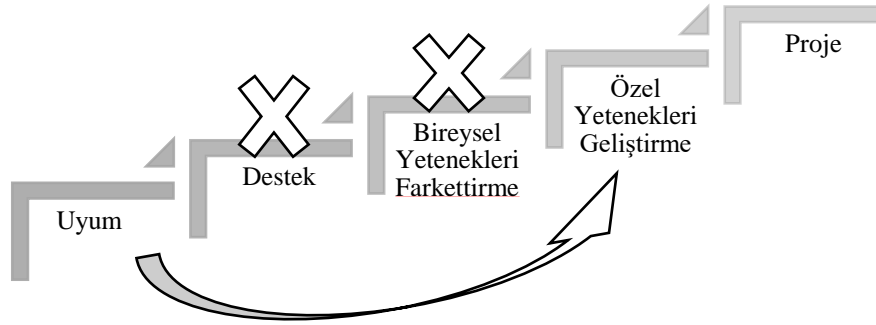 Uyum
Destek
Bireysel
Yetenekleri
Farkettirme
Özel
Yetenekleri
Geliştirme
Proje